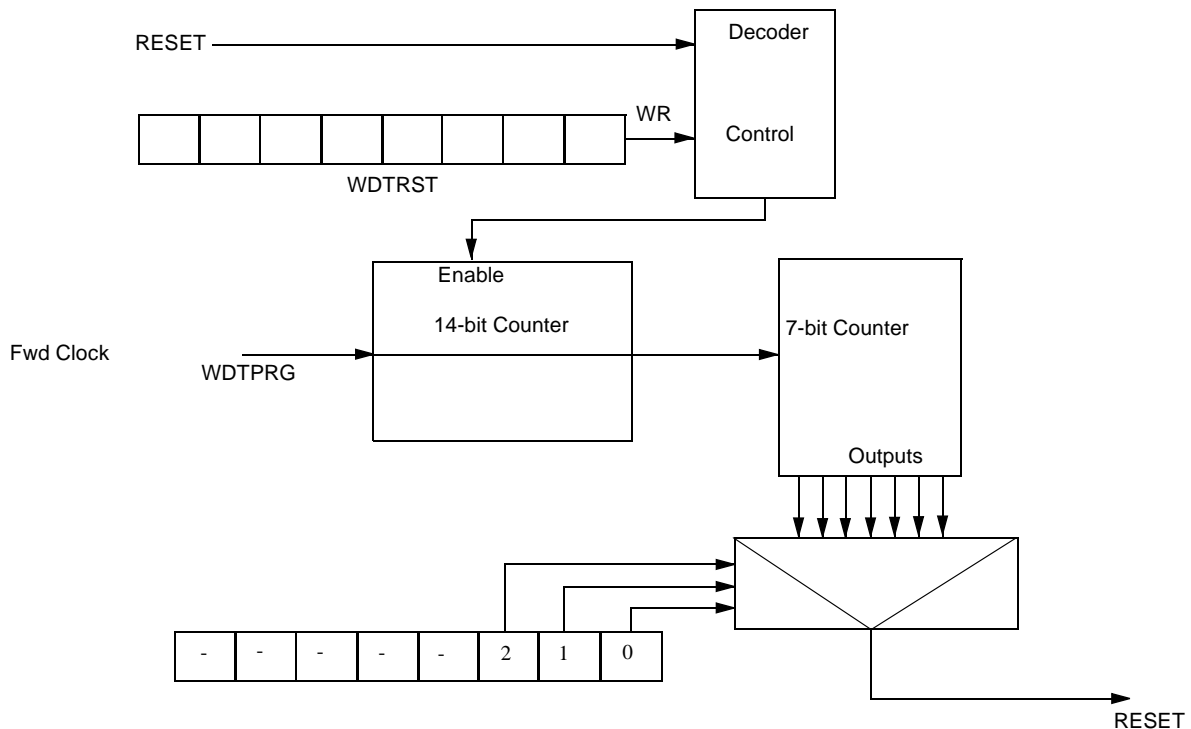 Decoder
RESET
WR
Control
WDTRST
Enable
14-bit Counter
7-bit Counter
Fwd Clock
WDTPRG
Outputs
- - - - - 2 1 0
RESET